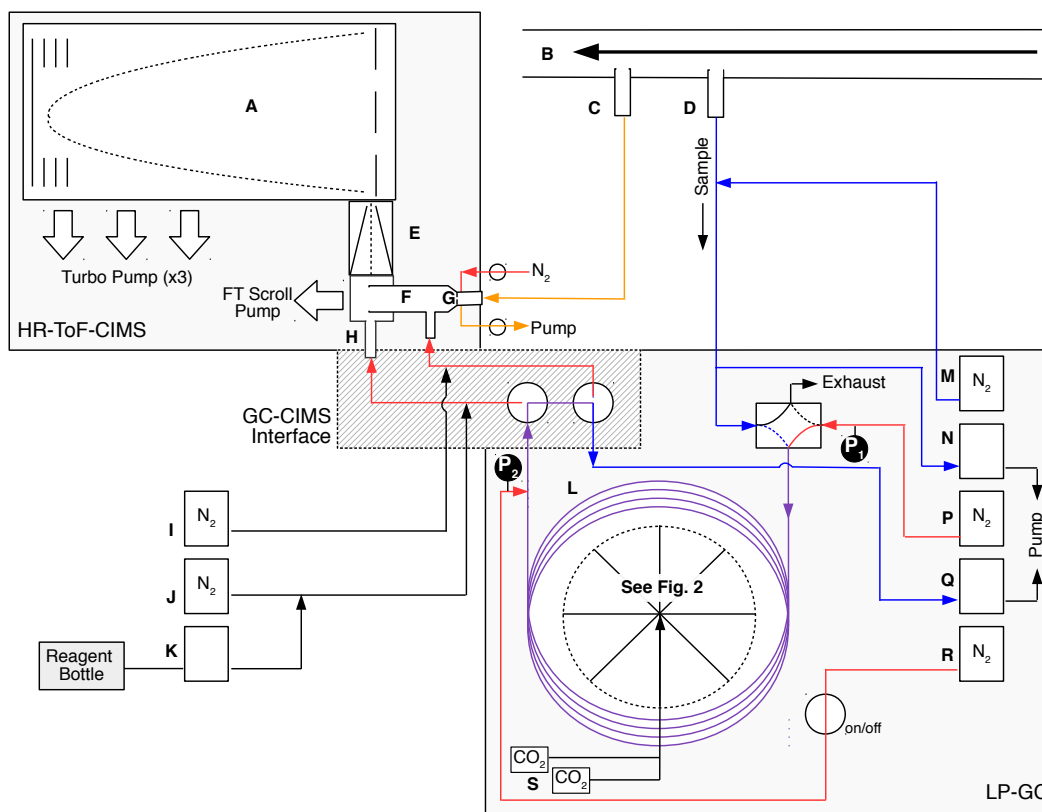 A
B
C
D
Sample
E
Turbo Pump (x3)
FT Scroll
Pump
F
G
N2
H
Pump
HR-ToF-CIMS
GC-CIMS
Interface
Exhaust
M
N2
N
P1
P2
L
I
N2
P
N2
Pump
J
N2
See Fig. 2
Q
K
Reagent
Bottle
R
N2
on/off
CO2
S
CO2
LP-GC